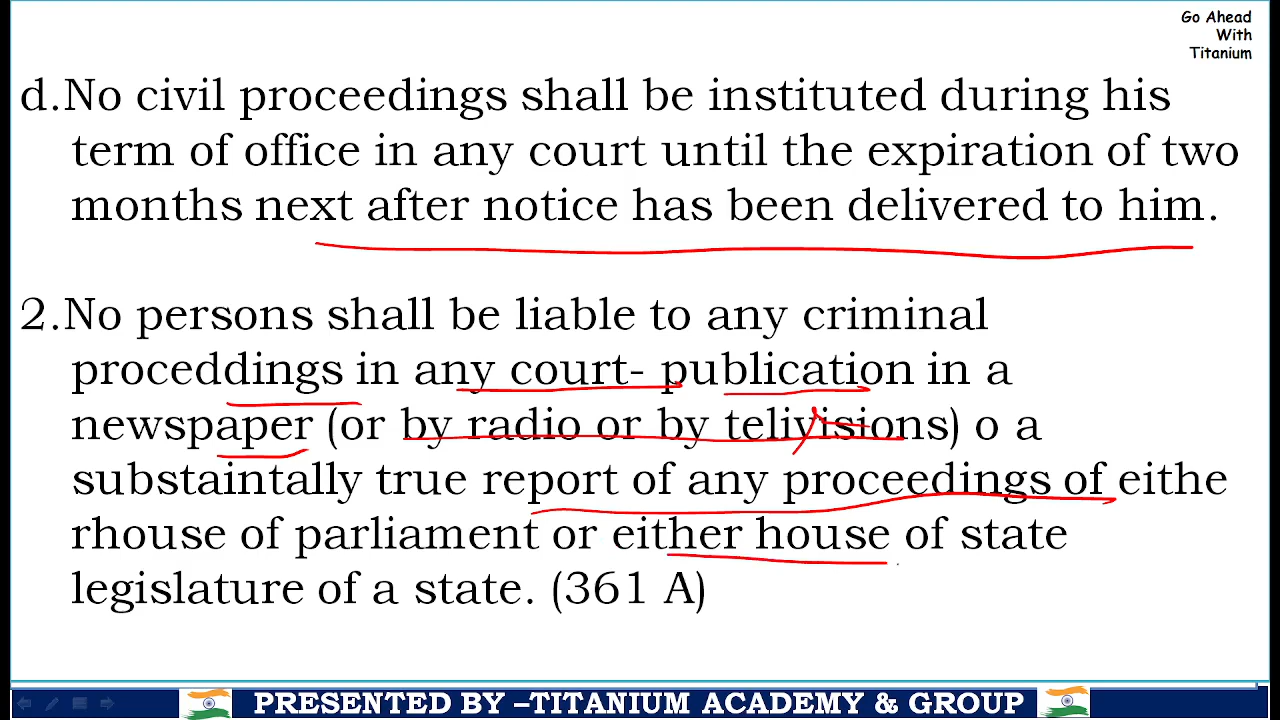 Go Ahead
With
Titanium
d.No civil proceedings shall be instituted during his
term of office in any court until the expiration of two
months next after notice has been delivered to him.
2.No persons shall be liable to any criminal
proceddings in any court- publication in a
newspaper (or by radio or by telivisions) o a
substaintally true report of any proceedings of eithe
rhouse of parliament or either house of state
legislature of a state. (361 A)
PRESENTED BY –TITANIUM ACADEMY & GROUP